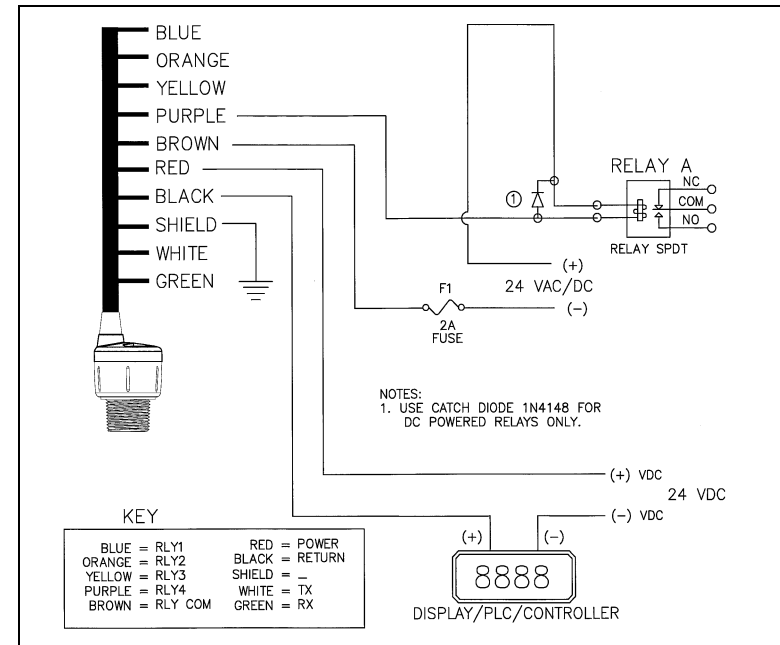 BLUE
ORANGE
YELLOW
PURPLE
BROWN
RED
BLACK
SHIELD
WHITE
GREEN
RELAY A
NC
COM
NO
RELAY SPDT
1
(+)
24 VAC/DC
(-)
F1
2A
FUSE
NOTES:
1. USE CATCH DIODE 1N4148 FOR
DC POWERED RELAYS ONLY.
(+) VDC
24 VDC
(-) VDC
(+) (-)
8888
DISPLAY/PLC/CONTROLLER
KEY
BLUE = RLY1
ORANGE = RLY2
YELLOW = RLY3
PURPLE = RLY4
BROWN = RLY COM
RED = POWER
BLACK = RETURN
SHIELD = _
WHITE = TX
GREEN = RX